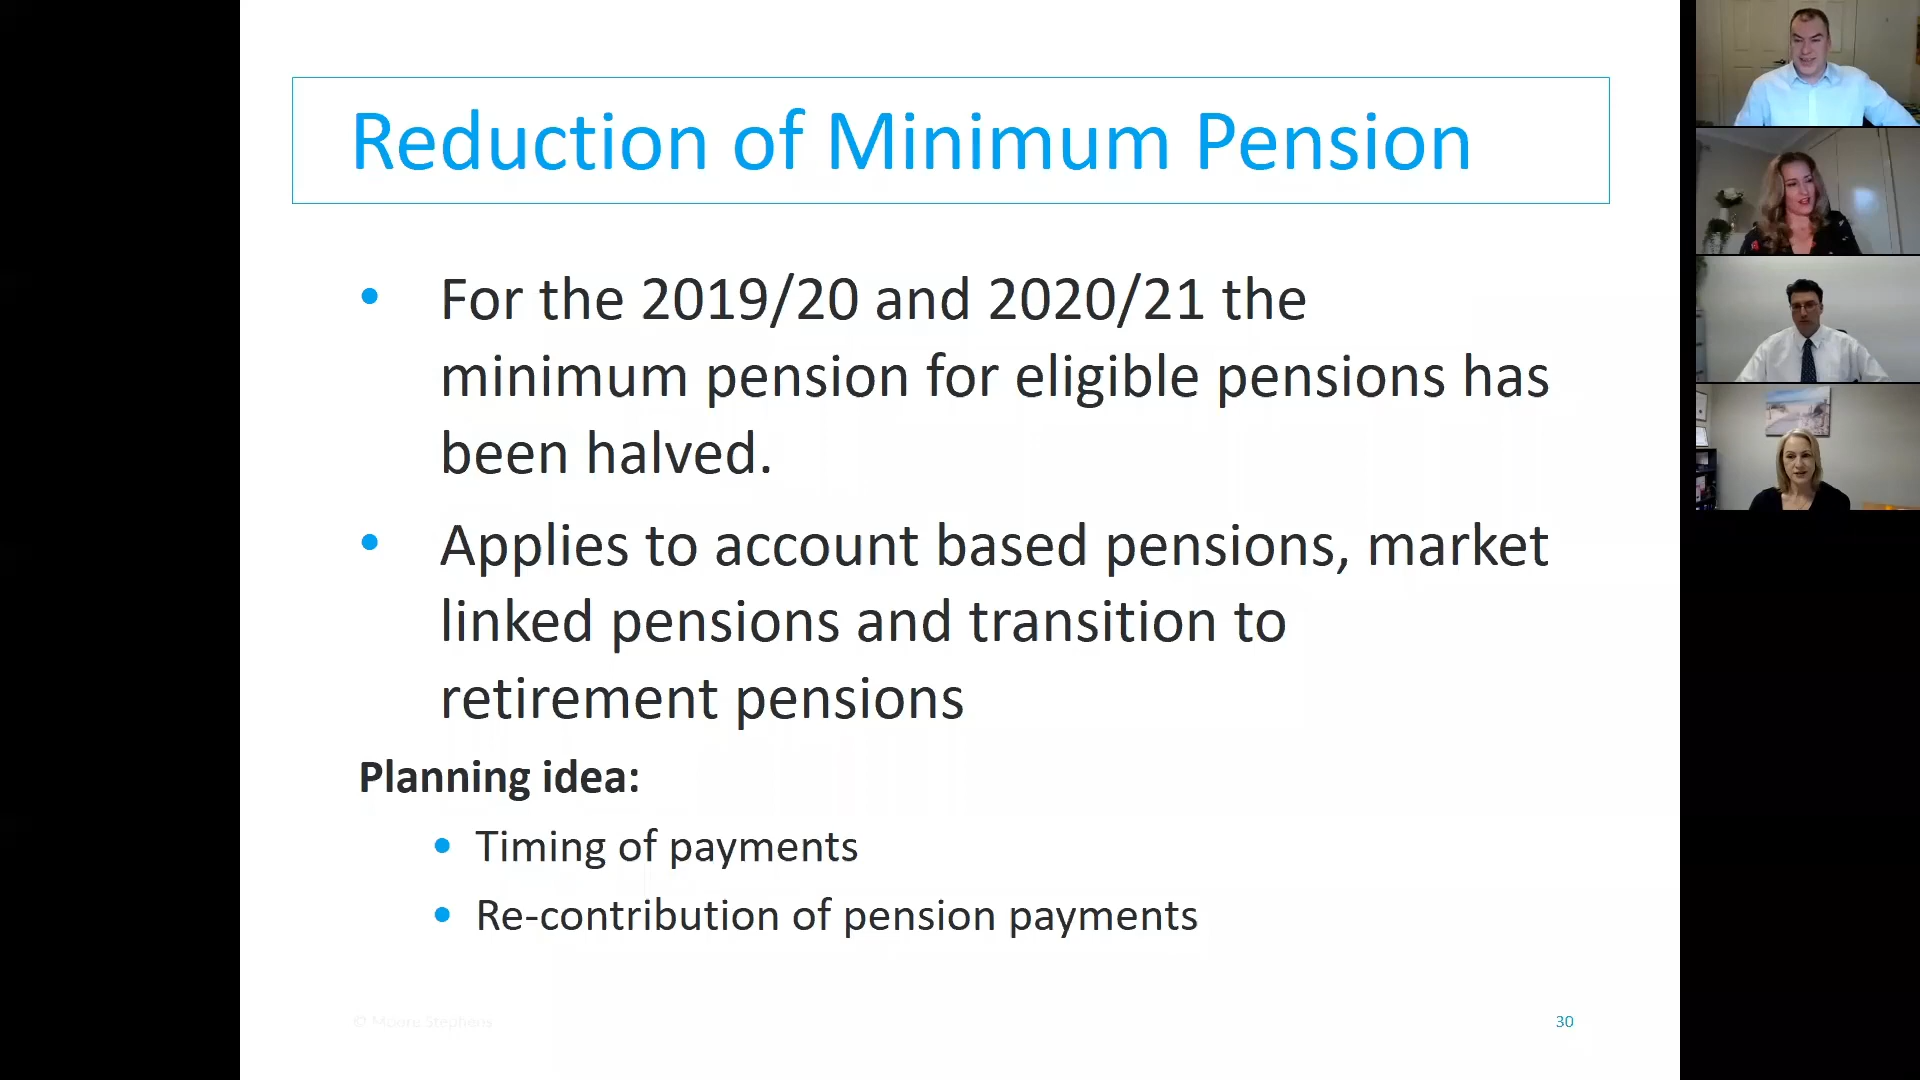 Reduction of Minimum Pension
• For the 2019/20 and 2020/21 the
minimum pension for eligible pensions has
been halved.
• Applies to account based pensions, market
linked pensions and transition to
retirement pensions
Planning idea:
• Timing of payments
• Re-contribution of pension payments
© Moore Stephens
30